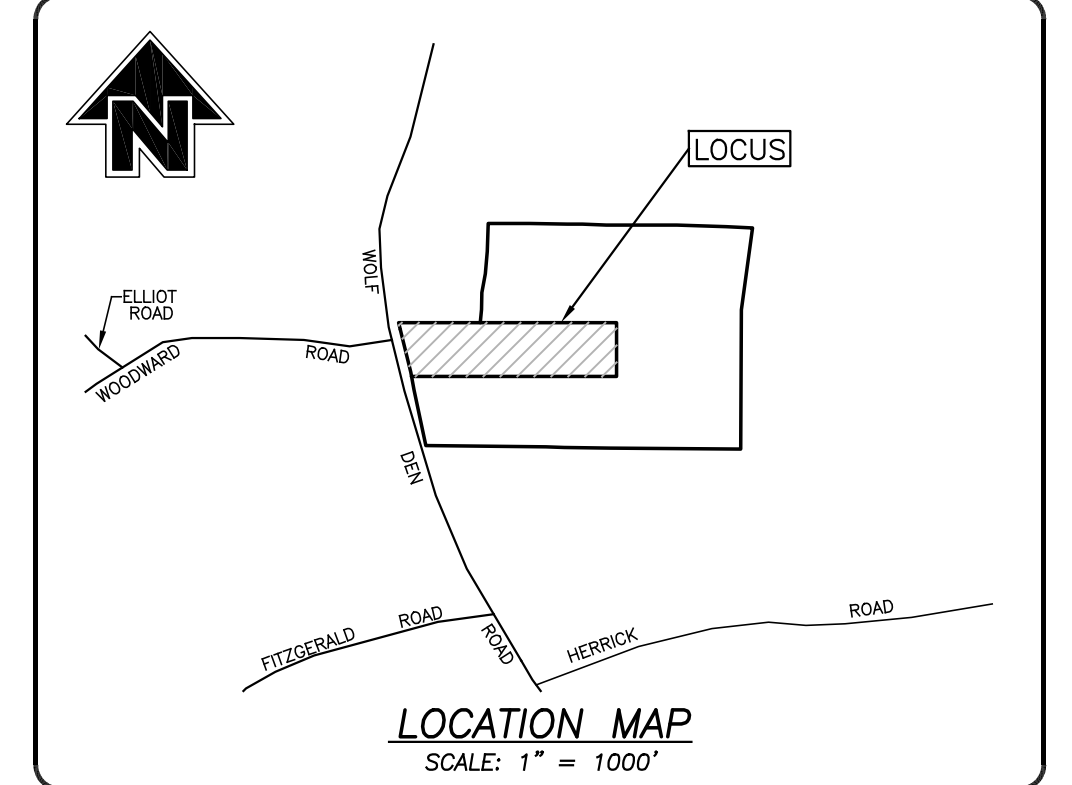 N
LOCUS
WOLF
ELLIOT
ROAD
WOODWARD
ROAD
DEN
FITZGERALD
ROAD
ROAD
HERRICK
ROAD
LOCATION MAP
SCALE: 1" = 1000'